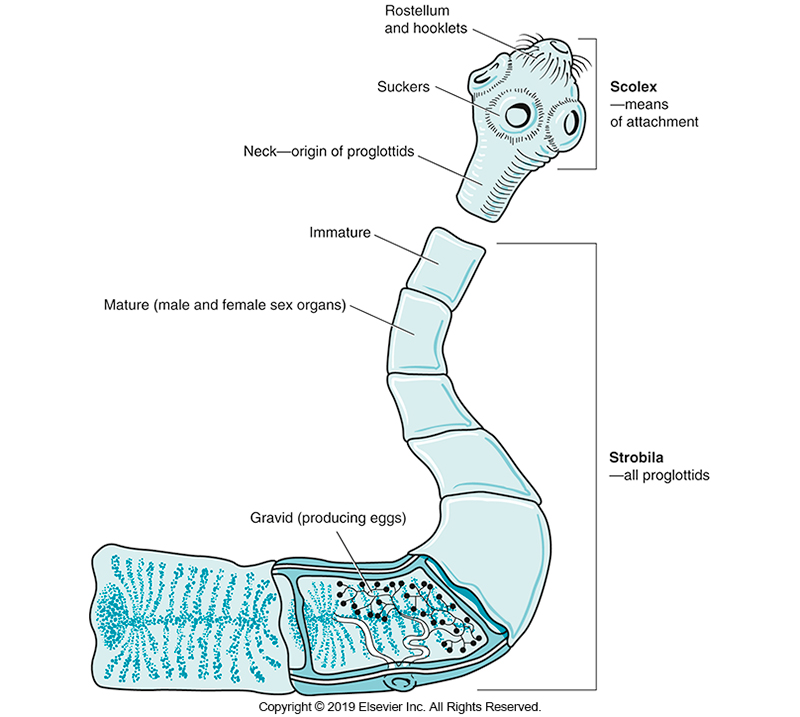 Rostellum
and hooklets
Suckers
Scolex
—means
of attachment
Neck—origin of proglottids
Immature
Mature (male and female sex organs)
Strobila
—all proglottids
Gravid (producing eggs)
Copyright © 2019 Elsevier Inc. All Rights Reserved.